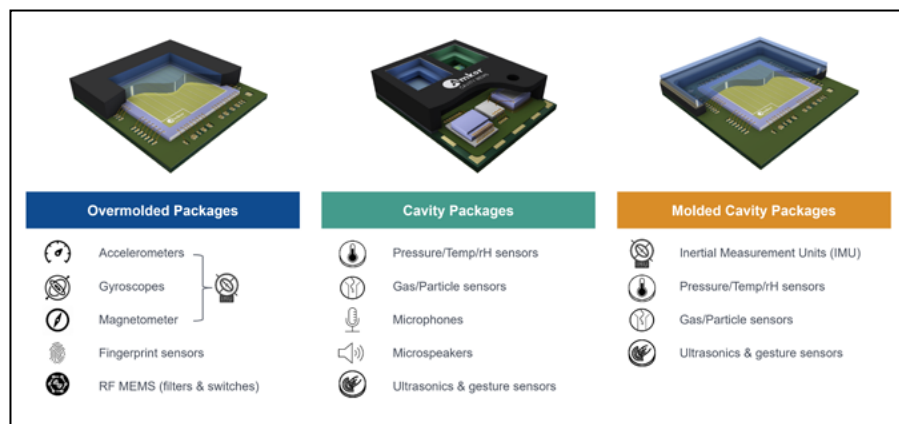 Amkor
Overmolded Packages
Accelerometers
Gyroscopes
Magnetometer
Fingerprint sensors
RF MEMS (filters & switches)
Cavity Packages
Pressure/Temp/rH sensors
Gas/Particle sensors
Microphones
Microspeakers
Ultrasonics & gesture sensors
Molded Cavity Packages
Inertial Measurement Units (IMU)
Pressure/Temp/rH sensors
Gas/Particle sensors
Ultrasonics & gesture sensors